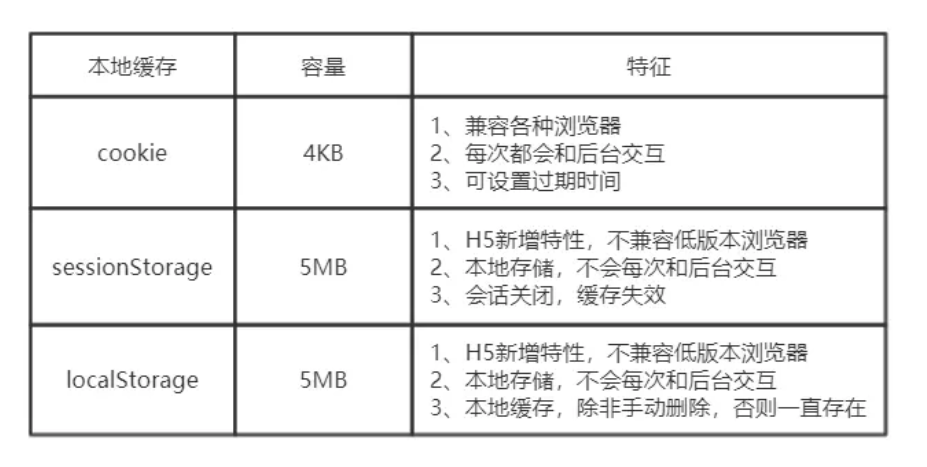 本地缓存 容量 特征
cookie 4KB
1、兼容各种浏览器
2、每次都会和后台交互
3、可设置过期时间
sessionStorage 5MB
1、H5新增特性，不兼容低版本浏览器
2、本地存储，不会每次和后台交互
3、会话关闭，缓存失效
localStorage 5MB
1、H5新增特性，不兼容低版本浏览器
2、本地存储，不会每次和后台交互
3、本地缓存，除非手动删除，否则一直存在